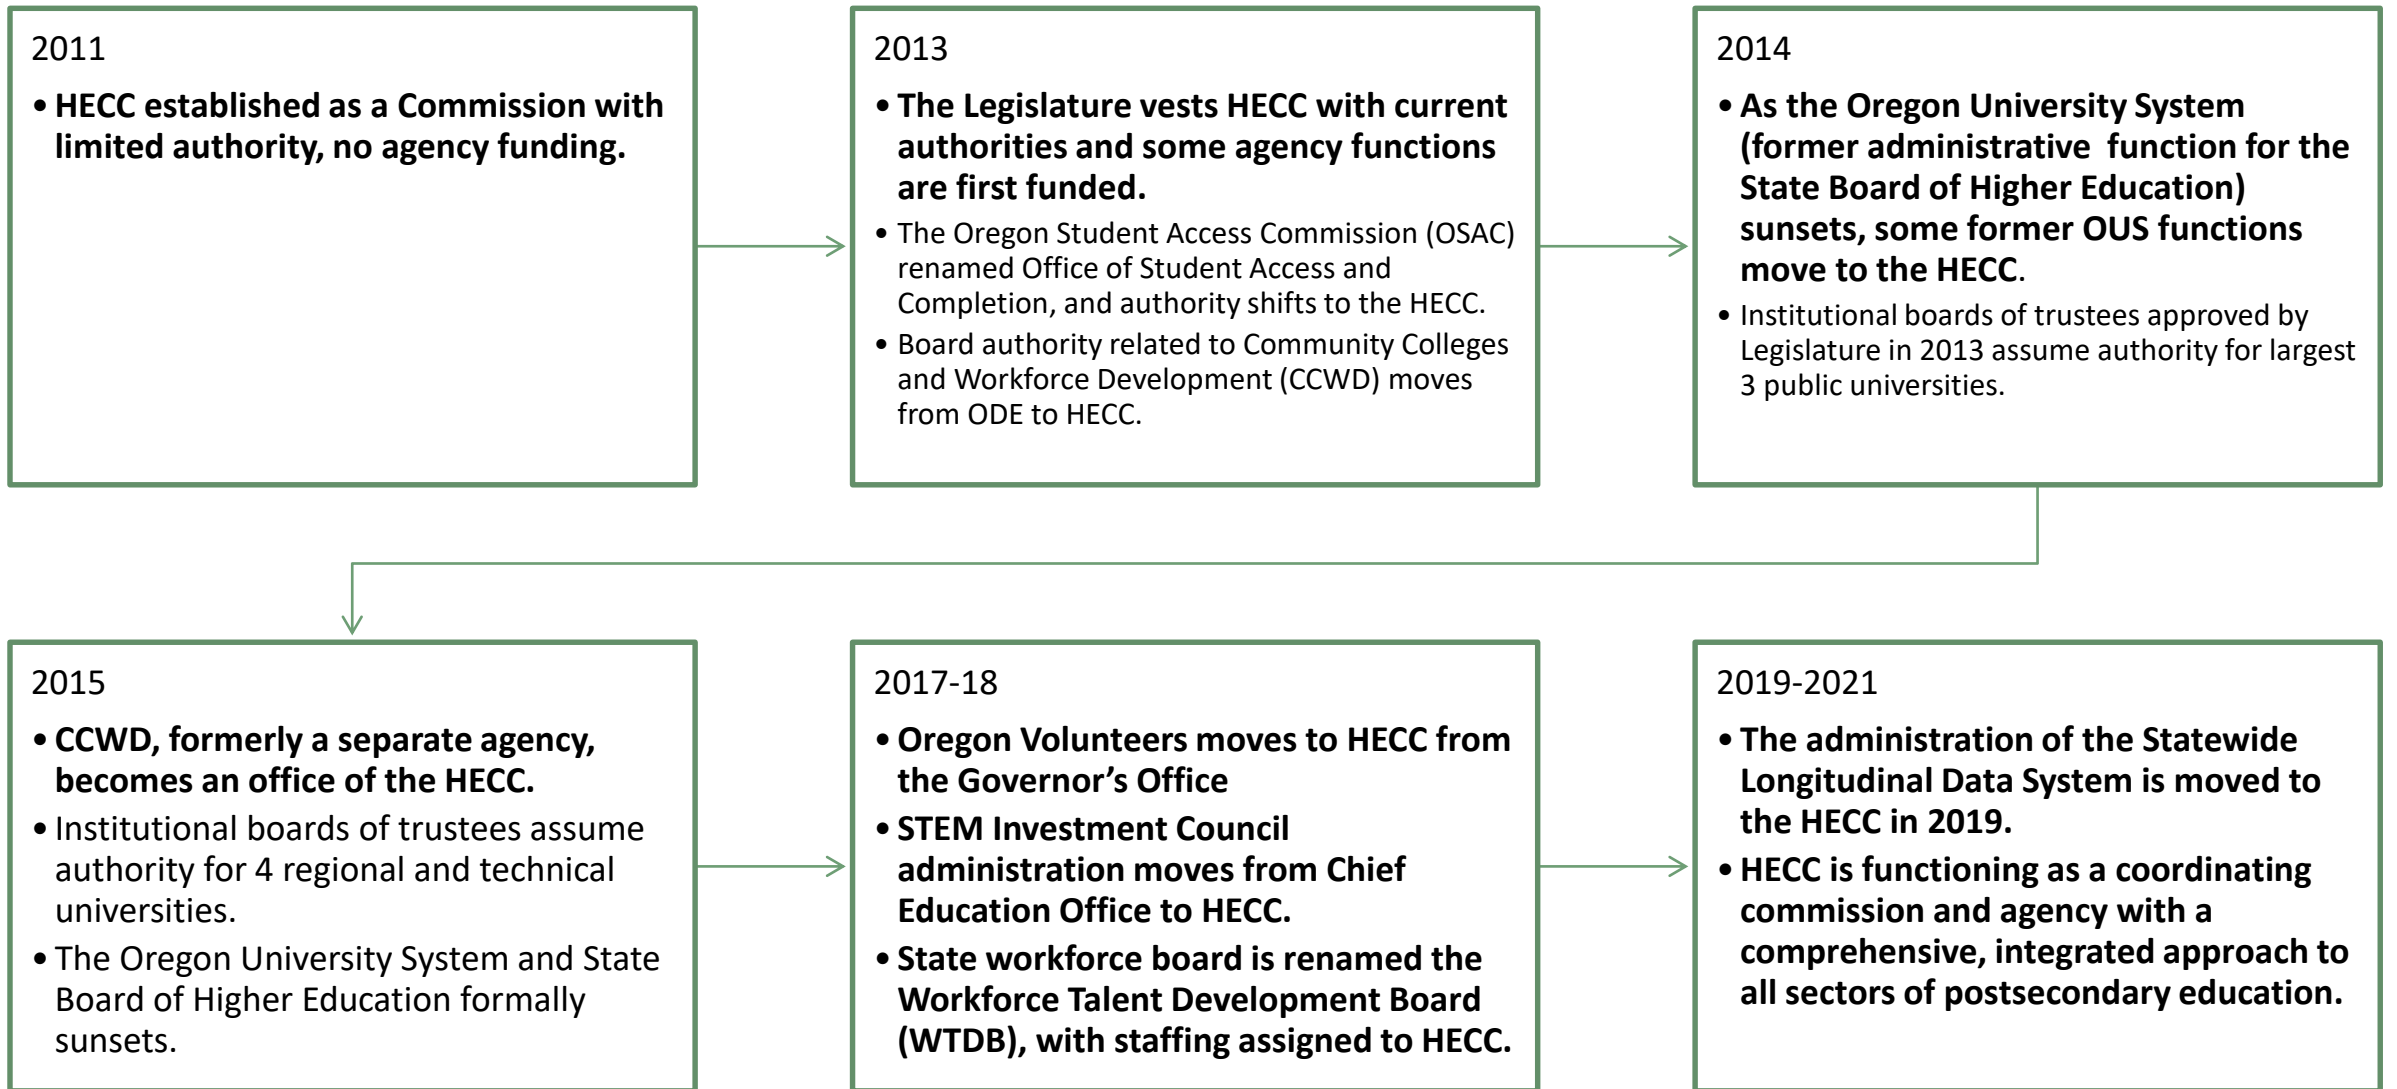 2011
• HECC established as a Commission with
limited authority, no agency funding.
2013
• The Legislature vests HECC with current
authorities and some agency functions
are first funded.
• The Oregon Student Access Commission (OSAC)
renamed Office of Student Access and
Completion, and authority shifts to the HECC.
• Board authority related to Community Colleges
and Workforce Development (CCWD) moves
from ODE to HECC.
2014
• As the Oregon University System
(former administrative function for the
State Board of Higher Education)
sunsets, some former OUS functions
move to the HECC.
• Institutional boards of trustees approved by
Legislature in 2013 assume authority for largest
3 public universities.
2015
• CCWD, formerly a separate agency,
becomes an office of the HECC.
• Institutional boards of trustees assume
authority for 4 regional and technical
universities.
• The Oregon University System and State
Board of Higher Education formally
sunsets.
2017-18
• Oregon Volunteers moves to HECC from
the Governor’s Office
• STEM Investment Council
administration moves from Chief
Education Office to HECC.
• State workforce board is renamed the
Workforce Talent Development Board
(WTDB), with staffing assigned to HECC.
2019-2021
• The administration of the Statewide
Longitudinal Data System is moved to
the HECC in 2019.
• HECC is functioning as a coordinating
commission and agency with a
comprehensive, integrated approach to
all sectors of postsecondary education.